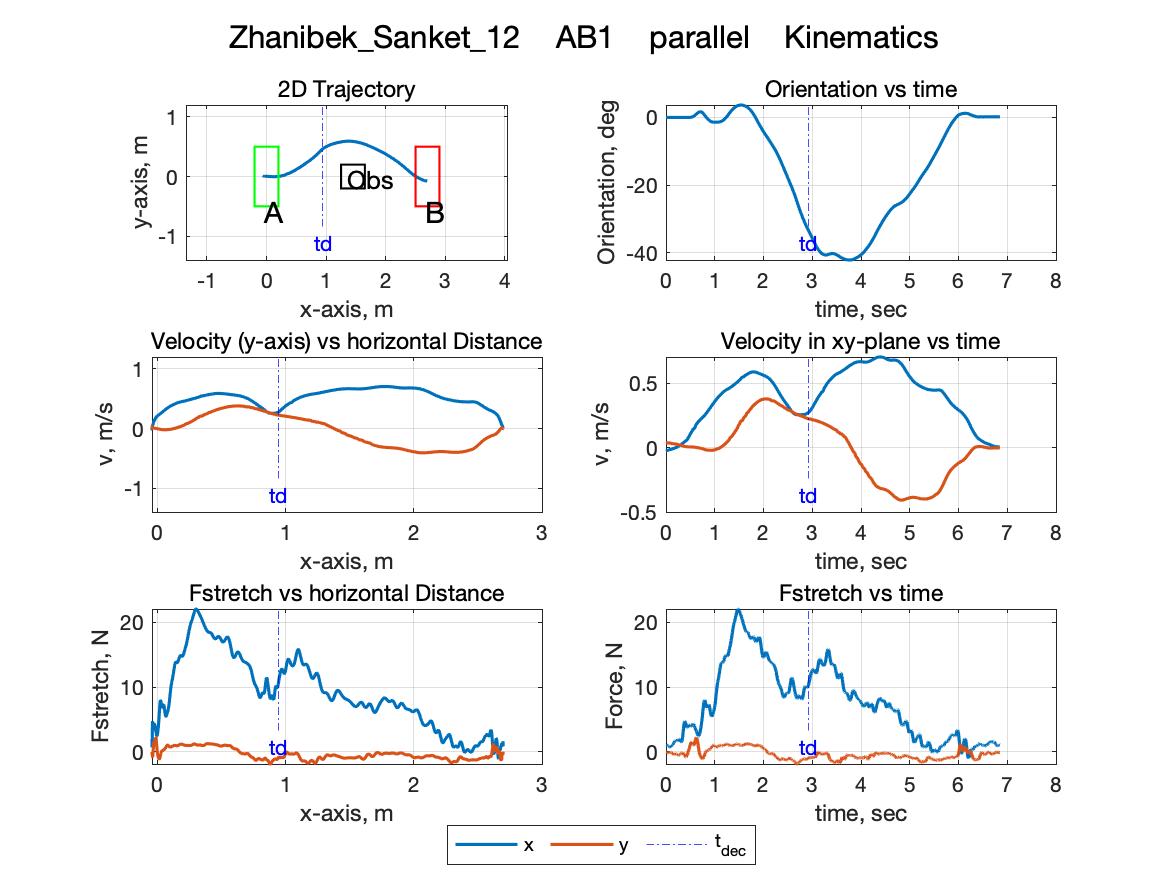 Zhanibek_Sanket_12 AB1 parallel Kinematics
2D Trajectory
y-axis, m
1
0
-1
A
td
Obs
B
-1 0 1 2 3 4
x-axis, m
Orientation vs time
Orientation, deg
0
-20
-40
td
0 1 2 3 4 5 6 7 8
time, sec
Velocity (y-axis) vs horizontal Distance
v, m/s
1
0
-1
td
0 1 2 3
x-axis, m
Velocity in xy-plane vs time
v, m/s
0.5
0
-0.5
td
0 1 2 3 4 5 6 7 8
time, sec
Fstretch vs horizontal Distance
Fstretch, N
20
10
0
td
0 1 2 3
x-axis, m
Fstretch vs time
Force, N
20
10
0
td
0 1 2 3 4 5 6 7 8
time, sec
x y t_dec